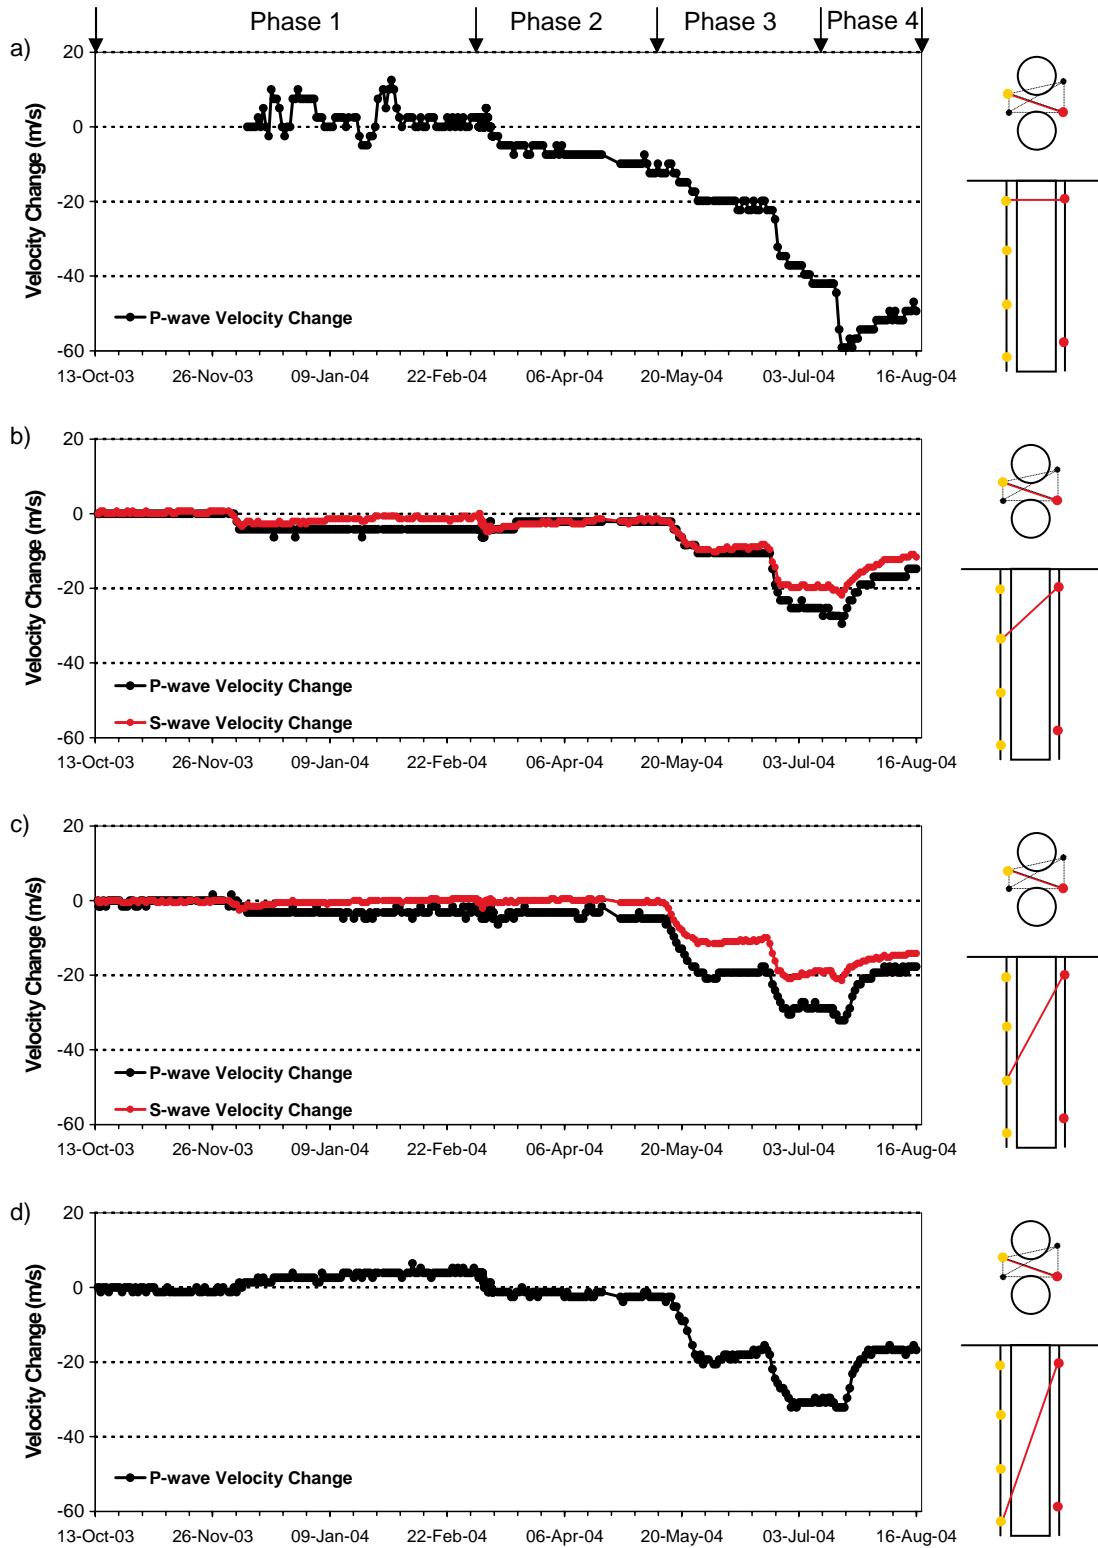 Phase 1 Phase 2 Phase 3 Phase 4
a)
20
0
-20
-40
-60
Velocity Change (m/s)
P-wave Velocity Change
13-Oct-03 26-Nov-03 09-Jan-04 22-Feb-04 06-Apr-04 20-May-04 03-Jul-04 16-Aug-04
b)
20
0
-20
-40
-60
Velocity Change (m/s)
P-wave Velocity Change
S-wave Velocity Change
13-Oct-03 26-Nov-03 09-Jan-04 22-Feb-04 06-Apr-04 20-May-04 03-Jul-04 16-Aug-04
c)
20
0
-20
-40
-60
Velocity Change (m/s)
P-wave Velocity Change
S-wave Velocity Change
13-Oct-03 26-Nov-03 09-Jan-04 22-Feb-04 06-Apr-04 20-May-04 03-Jul-04 16-Aug-04
d)
20
0
-20
-40
-60
Velocity Change (m/s)
P-wave Velocity Change
13-Oct-03 26-Nov-03 09-Jan-04 22-Feb-04 06-Apr-04 20-May-04 03-Jul-04 16-Aug-04